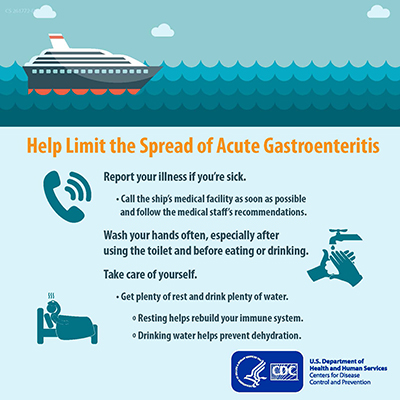 Help Limit the Spread of Acute Gastroenteritis
Report your illness if you're sick.
• Call the ship's medical facility as soon as possible
and follow the medical staff's recommendations.
Wash your hands often, especially after
using the toilet and before eating or drinking.
Take care of yourself.
• Get plenty of rest and drink plenty of water.
o Resting helps rebuild your immune system.
o Drinking water helps prevent dehydration.
CDC
U.S. Department of
Health and Human Services
Centers for Disease
Control and Prevention